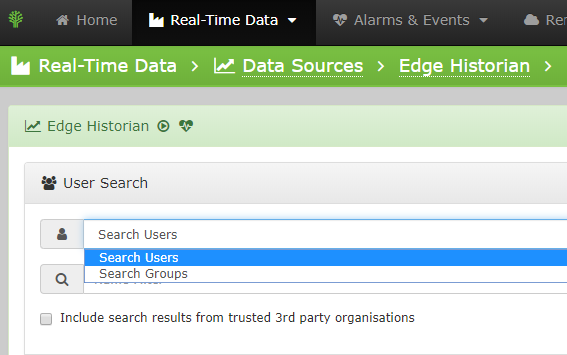 Home Real-Time Data Alarms & Events
Real-Time Data > Data Sources > Edge Historian >
Edge Historian
User Search
Search Users
Search Users
Search Groups
Include search results from trusted 3rd party organisations